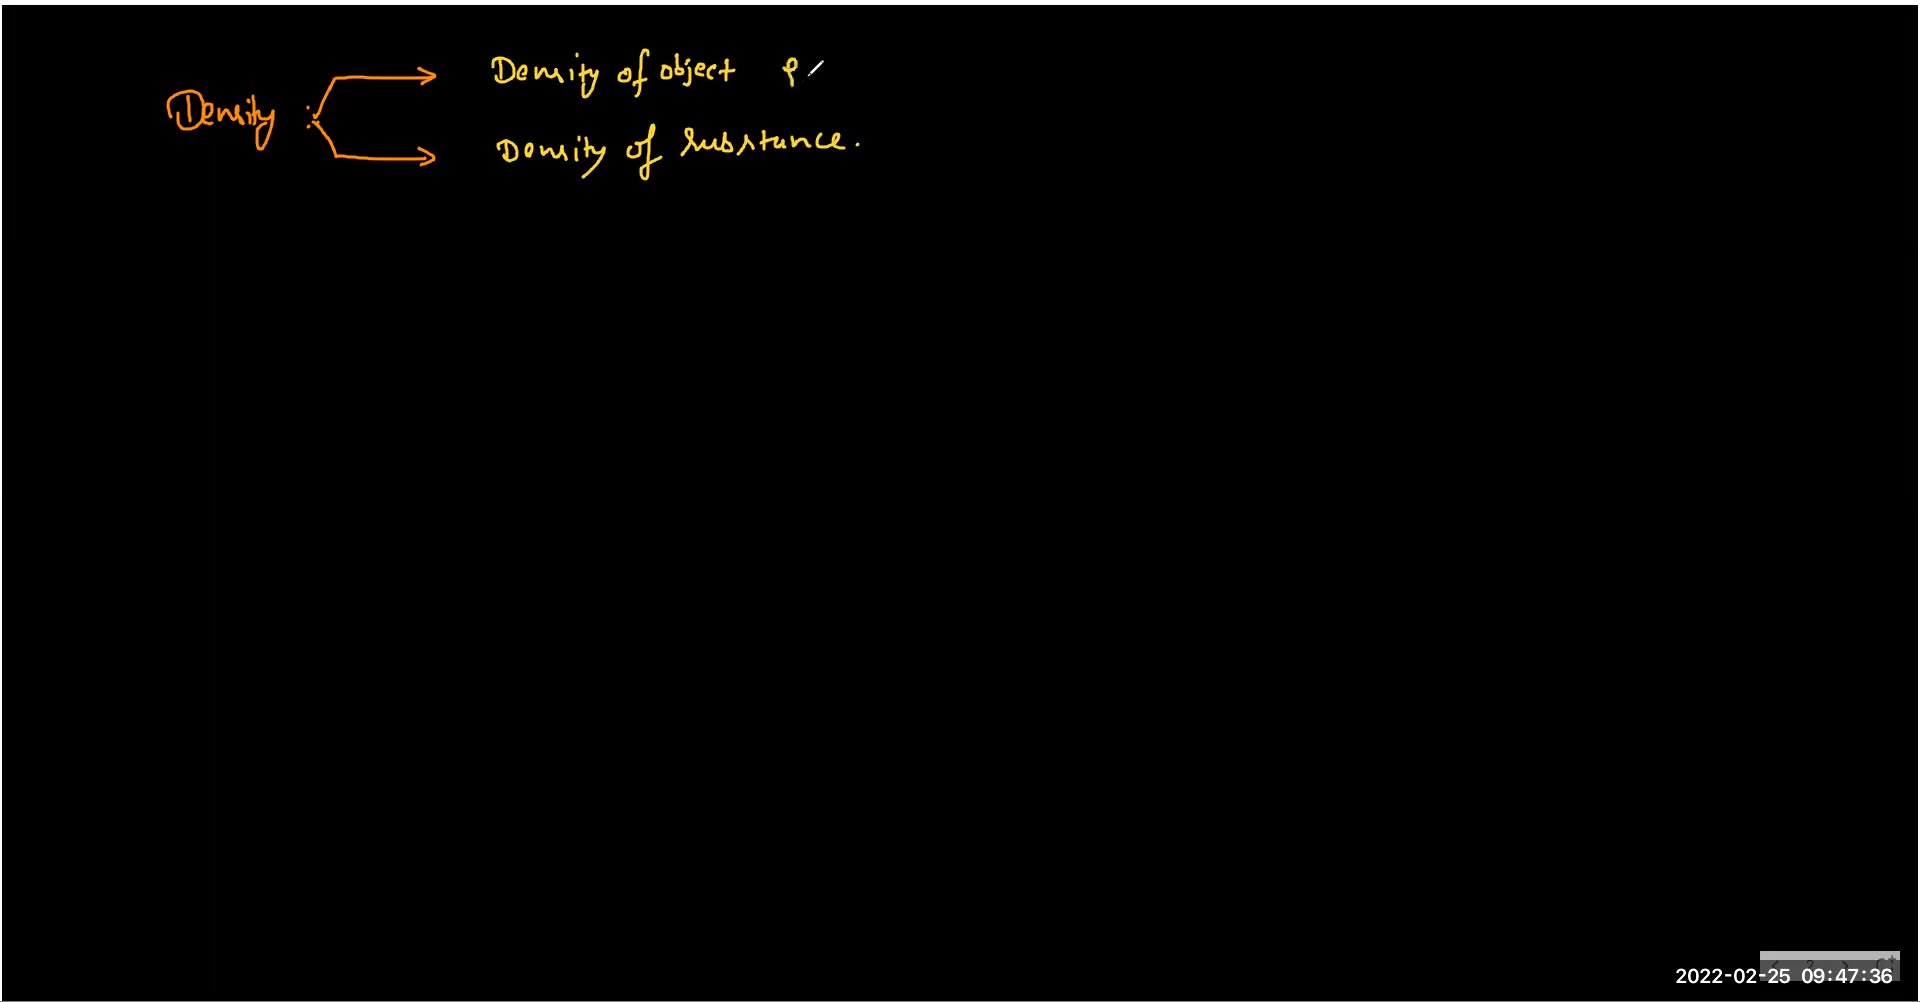 Density :
Density of object ρ
Density of substance.
2022-02-25 09:47:36